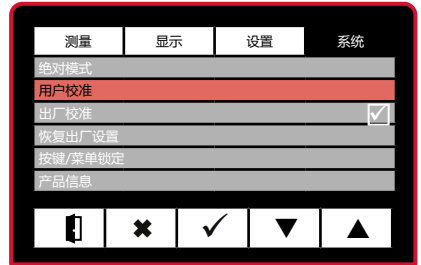 测量 显示 设置 系统
绝对模式
用户校准
出厂校准
恢复出厂设置
按键/菜单锁定
产品信息